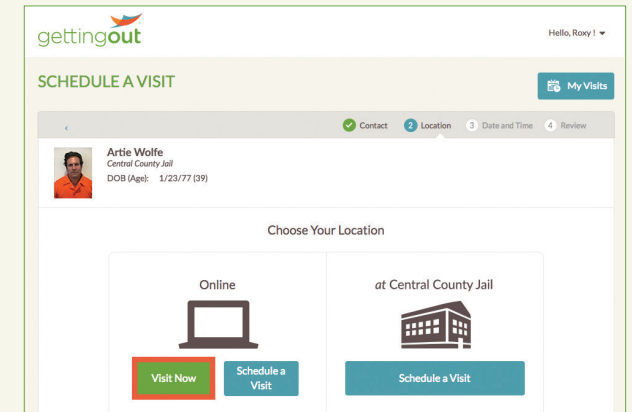 gettingout
Hello, Roxy !
SCHEDULE A VISIT
My Visits
‹
Contact
2 Location
3 Date and Time
4 Review
Artie Wolfe
Central County Jail
DOB (Age): 1/23/77 (39)
Choose Your Location
Online
at Central County Jail
Visit Now
Schedule a
Visit
Schedule a Visit